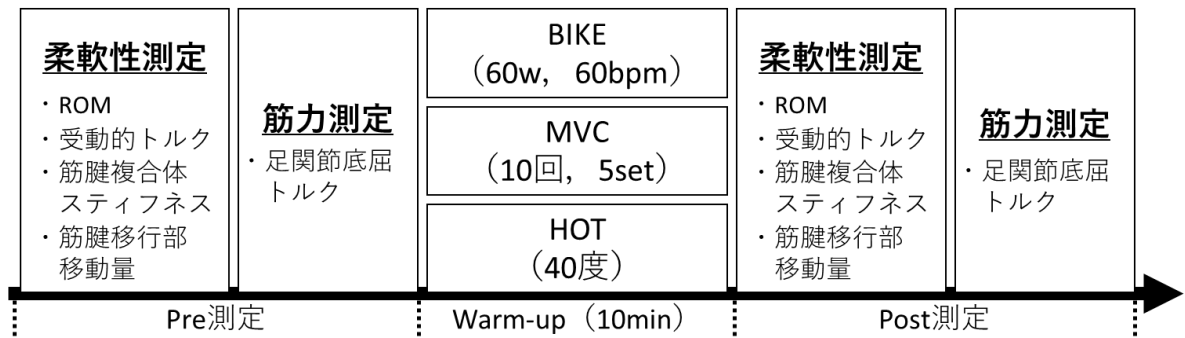 柔軟性測定
・ROM
・受動的トルク
・筋腱複合体
スティフネス
・筋腱移行部
移動量
筋力測定
・足関節底屈
トルク
BIKE
（60w，60bpm）
MVC
（10回，5set）
HOT
（40度）
柔軟性測定
・ROM
・受動的トルク
・筋腱複合体
スティフネス
・筋腱移行部
移動量
筋力測定
・足関節底屈
トルク
Pre測定
Warm-up（10min）
Post測定